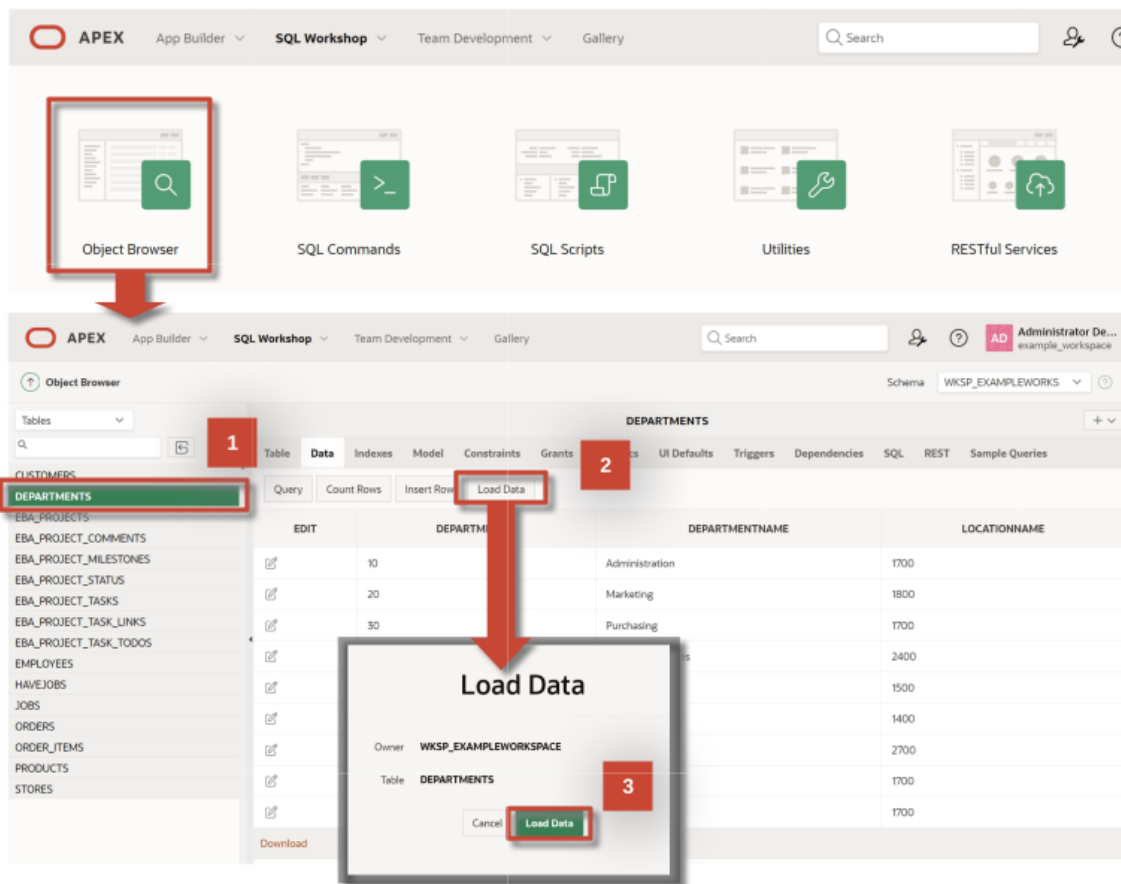 APEX App Builder SQL Workshop Team Development Gallery Search
Object Browser SQL Commands SQL Scripts Utilities RESTful Services
APEX App Builder SQL Workshop Team Development Gallery Search AD Administrator De...
example_workspace
Object Browser Schema WKSP_EXAMPLEWORKS
Tables DEPARTMENTS
1 Table Data Indexes Model Constraints Grants 2 UI Defaults Triggers Dependencies SQL REST Sample Queries
CUSTOMERS
DEPARTMENTS Query Count Rows Insert Row Load Data
EBA_PROJECTS
EBA_PROJECT_COMMENTS
EBA_PROJECT_MILESTONES
EBA_PROJECT_STATUS
EBA_PROJECT_TASKS
EBA_PROJECT_TASK_LINKS
EBA_PROJECT_TASK_TODOS
EMPLOYEES
HAVEJOBS
JOBS
ORDERS
ORDER_ITEMS
PRODUCTS
STORES
EDIT DEPARTMENTNAME LOCATIONNAME
10 Administration 1700
20 Marketing 1800
30 Purchasing 1700
2400
1500
1400
2700
1700
1700
Download
Load Data
Owner WKSP_EXAMPLEWORKSPACE
Table DEPARTMENTS
3
Cancel Load Data